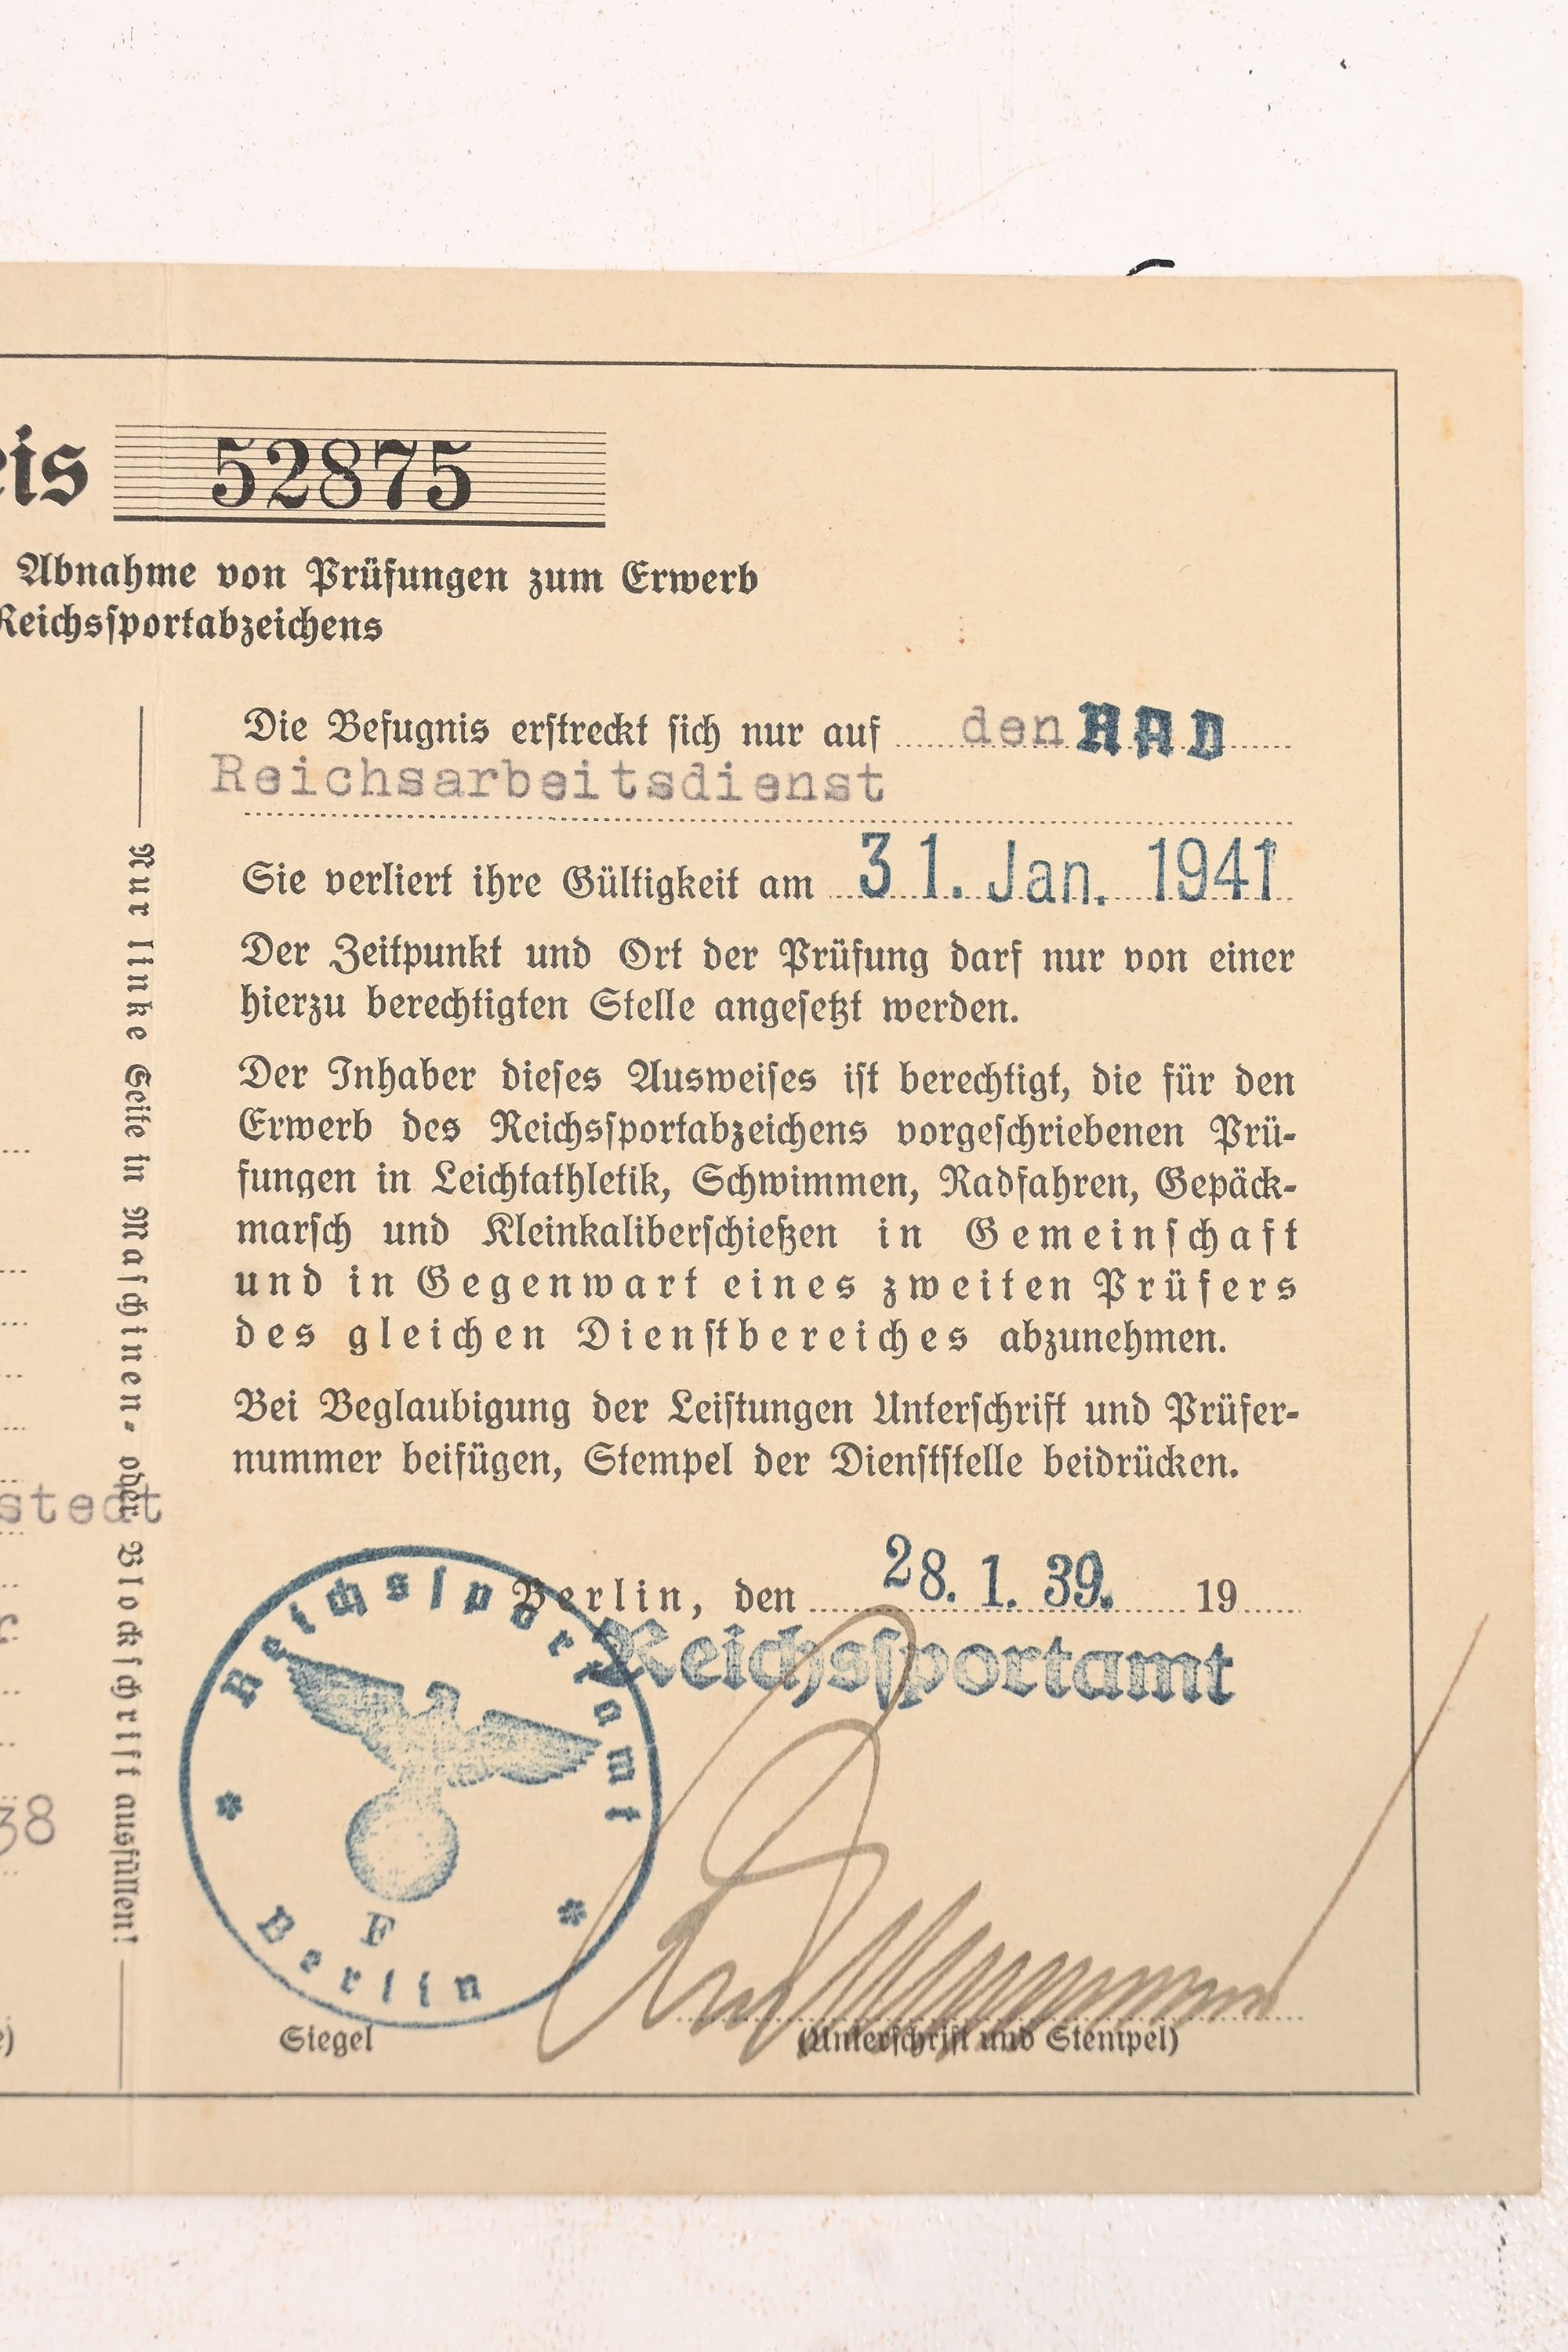 eis 52875
Abnahme von Prüfungen zum Erwerb
Reichssportabzeichens
Die Befugnis erstreckt sich nur auf den RAD
Reichsarbeitsdienst
Sie verliert ihre Gültigkeit am 31. Jan. 1941
Der Zeitpunkt und Ort der Prüfung darf nur von einer
hierzu berechtigten Stelle angesetzt werden.
Der Inhaber dieses Ausweises ist berechtigt, die für den
Erwerb des Reichssportabzeichens vorgeschriebenen Prü-
fungen in Leichtathletik, Schwimmen, Radfahren, Gepäck-
marsch und Kleinkaliberschießen in Gemeinschaft
und in Gegenwart eines zweiten Prüfers
des gleichen Dienstbereiches abzunehmen.
Bei Beglaubigung der Leistungen Unterschrift und Prüfer-
nummer beifügen, Stempel der Dienststelle beidrücken.
Berlin, den 28. 1. 39. 19
Reichssportamt
Reichssportamt
F
Berlin
Siegel
(Unterschrift und Stempel)
Nur linke Seite in Maschinen- oder Blockschrift ausfüllen!
stedt
r
38
e)